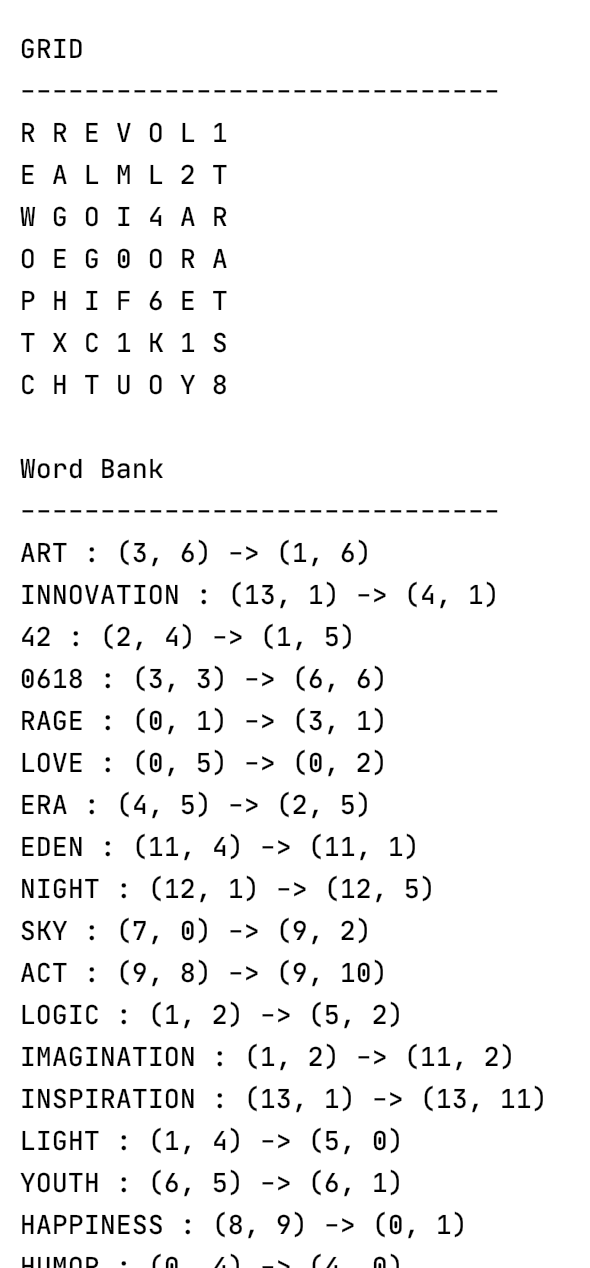 GRID
------------------------------
R R E V O L 1
E A L M L 2 T
W G O I 4 A R
O E G 0 O R A
P H I F 6 E T
T X C 1 K 1 S
C H T U O Y 8
Word Bank
------------------------------
ART : (3, 6) -> (1, 6)
INNOVATION : (13, 1) -> (4, 1)
42 : (2, 4) -> (1, 5)
0618 : (3, 3) -> (6, 6)
RAGE : (0, 1) -> (3, 1)
LOVE : (0, 5) -> (0, 2)
ERA : (4, 5) -> (2, 5)
EDEN : (11, 4) -> (11, 1)
NIGHT : (12, 1) -> (12, 5)
SKY : (7, 0) -> (9, 2)
ACT : (9, 8) -> (9, 10)
LOGIC : (1, 2) -> (5, 2)
IMAGINATION : (1, 2) -> (11, 2)
INSPIRATION : (13, 1) -> (13, 11)
LIGHT : (1, 4) -> (5, 0)
YOUTH : (6, 5) -> (6, 1)
HAPPINESS : (8, 9) -> (0, 1)
HUMOR : (0, 4) -> (4, 0)